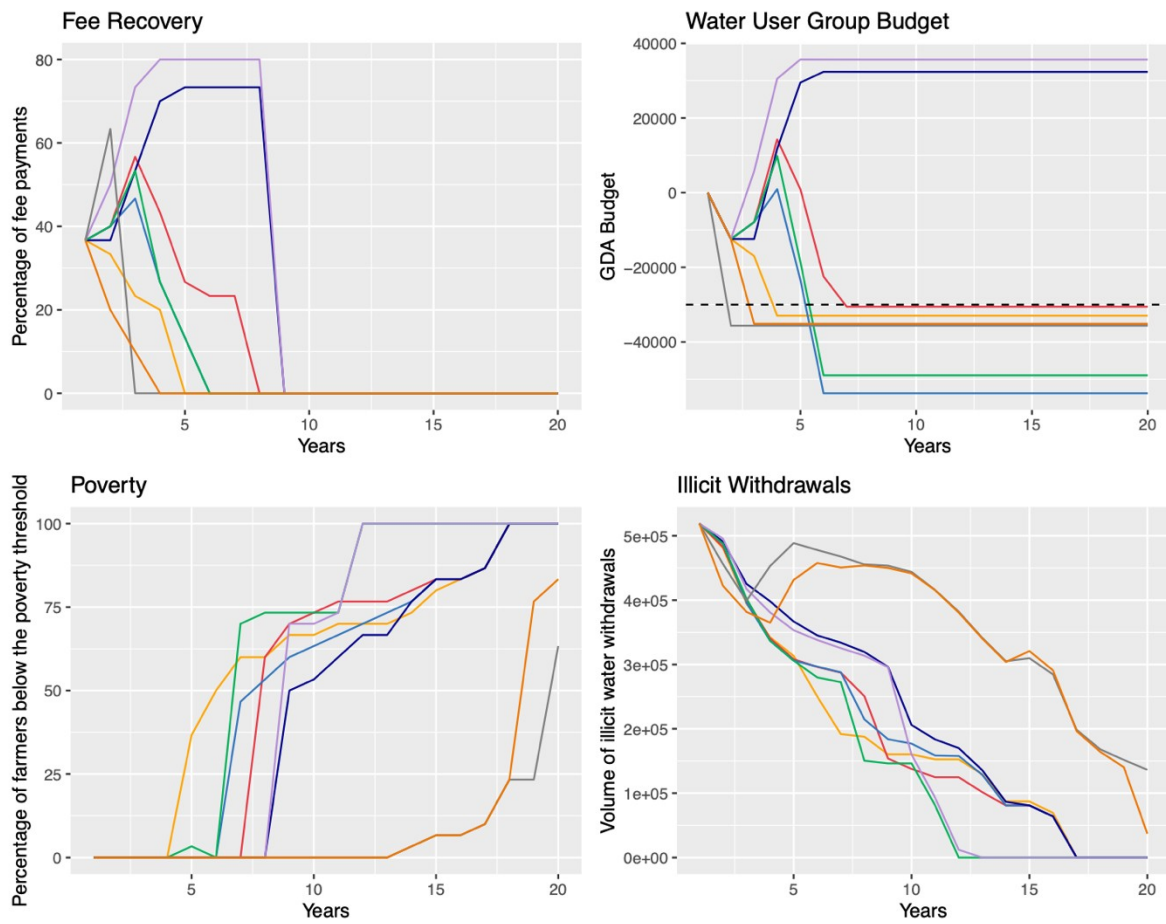 Fee Recovery
Percentage of fee payments
80
60
40
20
0
5
10
15
20
Years
Water User Group Budget
GDA Budget
40000
20000
0
−20000
−40000
5
10
15
20
Years
Poverty
Percentage of farmers below the poverty threshold
100
75
50
25
0
5
10
15
20
Years
Illicit Withdrawals
Volume of illicit water withdrawals
5e+05
4e+05
3e+05
2e+05
1e+05
0e+00
5
10
15
20
Years